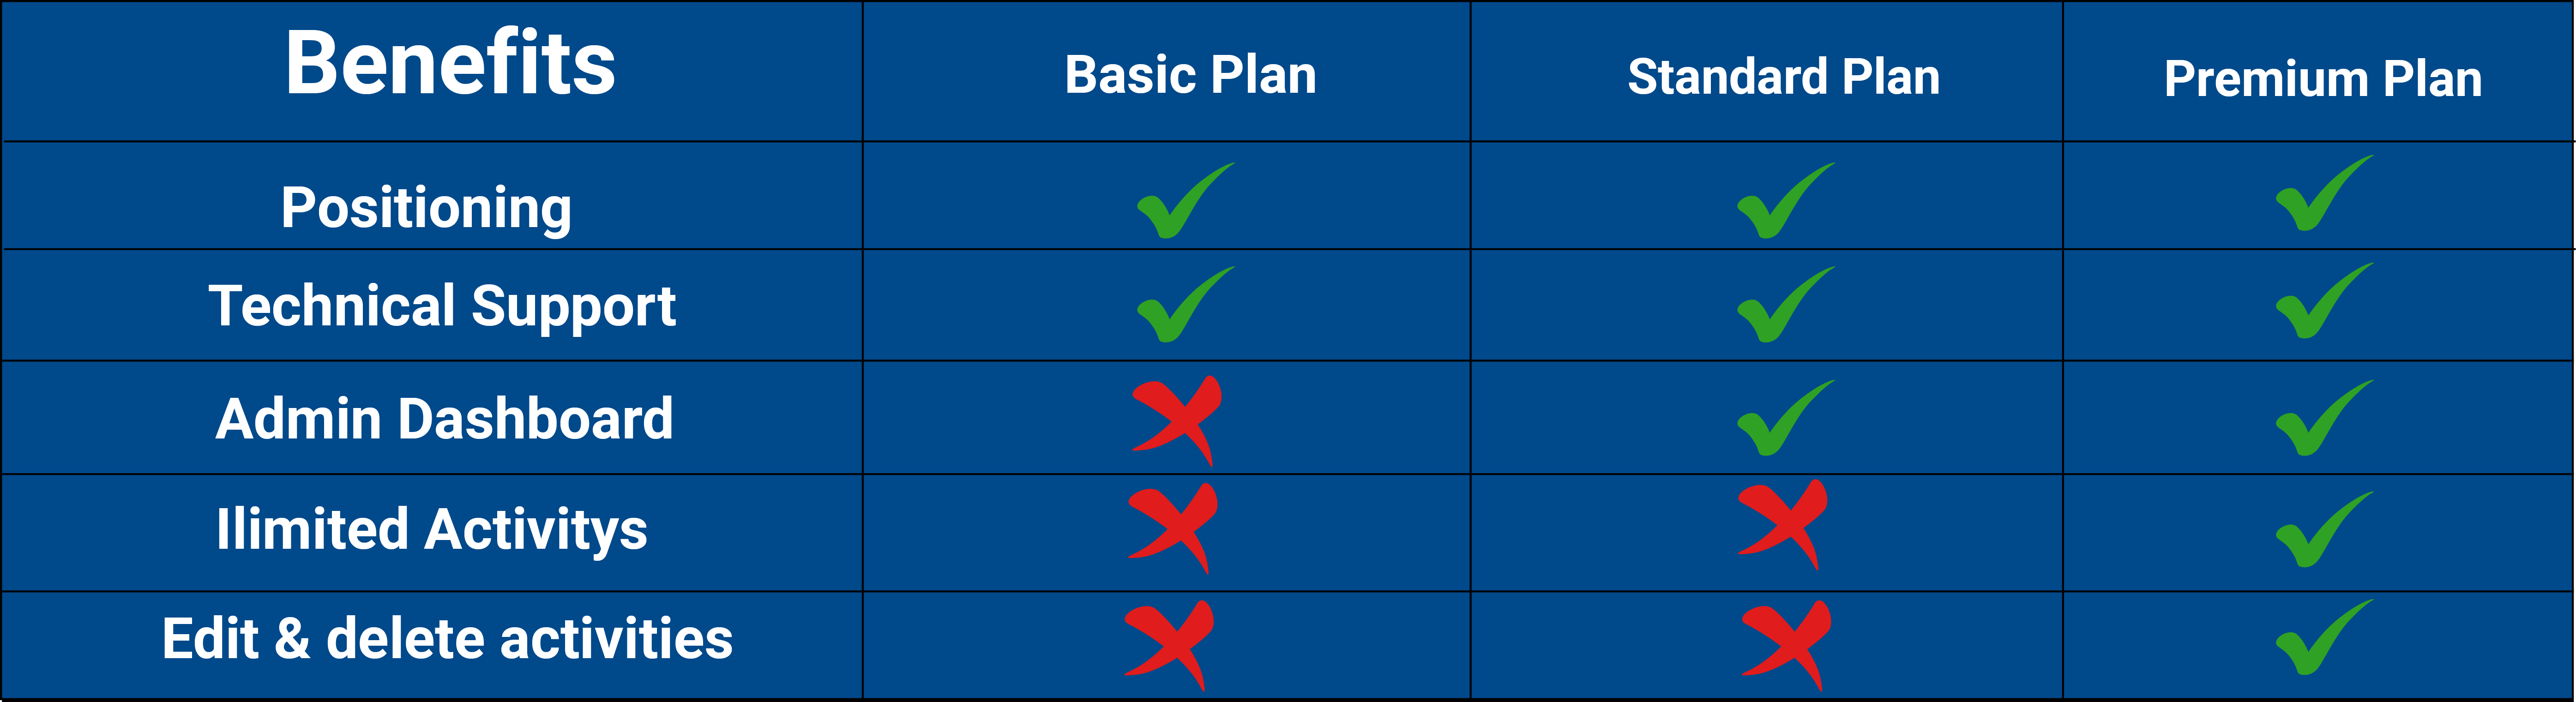 Benefits
Basic Plan
Standard Plan
Premium Plan
Positioning
Technical Support
Admin Dashboard
Ilimited Activitys
Edit & delete activities